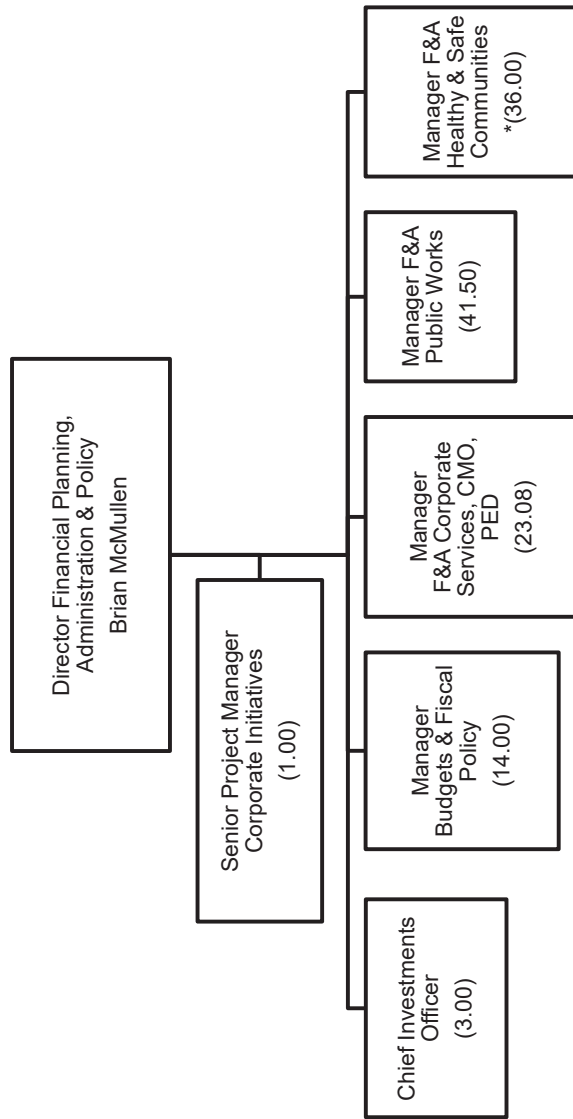 Director Financial Planning,
Administration & Policy
Brian McMullen
Senior Project Manager
Corporate Initiatives
(1.00)
Chief Investments
Officer
(3.00)
Manager
Budgets & Fiscal
Policy
(14.00)
Manager
F&A Corporate
Services, CMO,
PED
(23.08)
Manager F&A
Public Works
(41.50)
Manager F&A
Healthy & Safe
Communities
*(36.00)